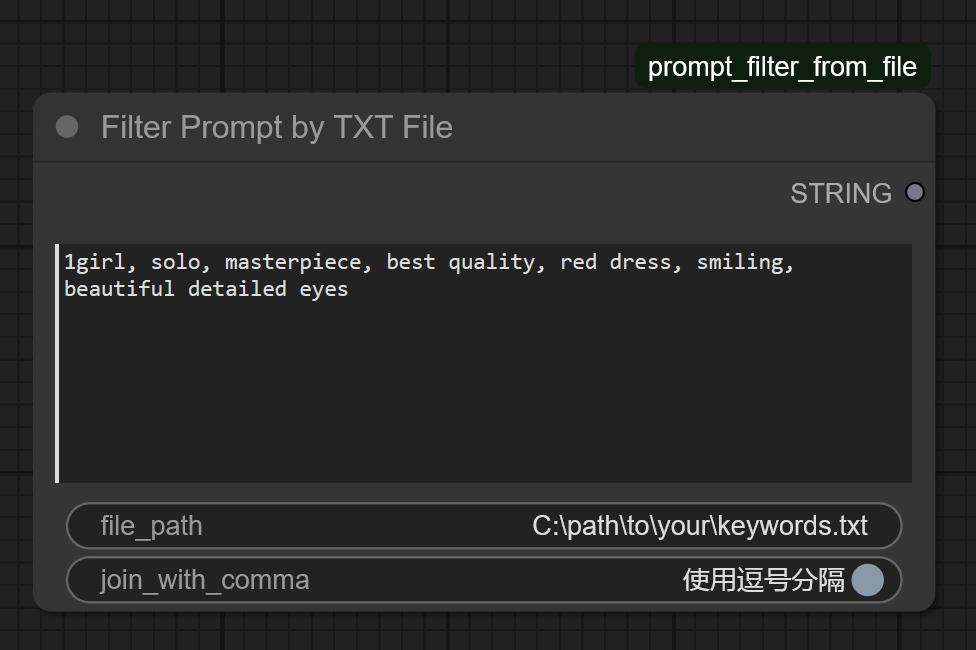 prompt_filter_from_file
Filter Prompt by TXT File
STRING
1girl, solo, masterpiece, best quality, red dress, smiling,
beautiful detailed eyes
file_path C:\path\to\your\keywords.txt
join_with_comma 使用逗号分隔